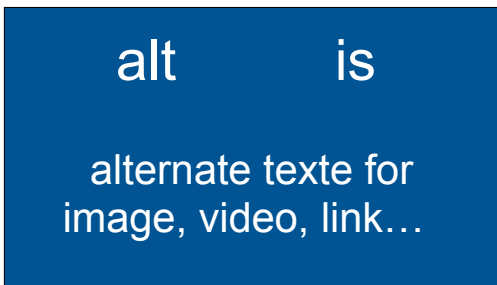 alt is
alternate texte for
image, video, link…